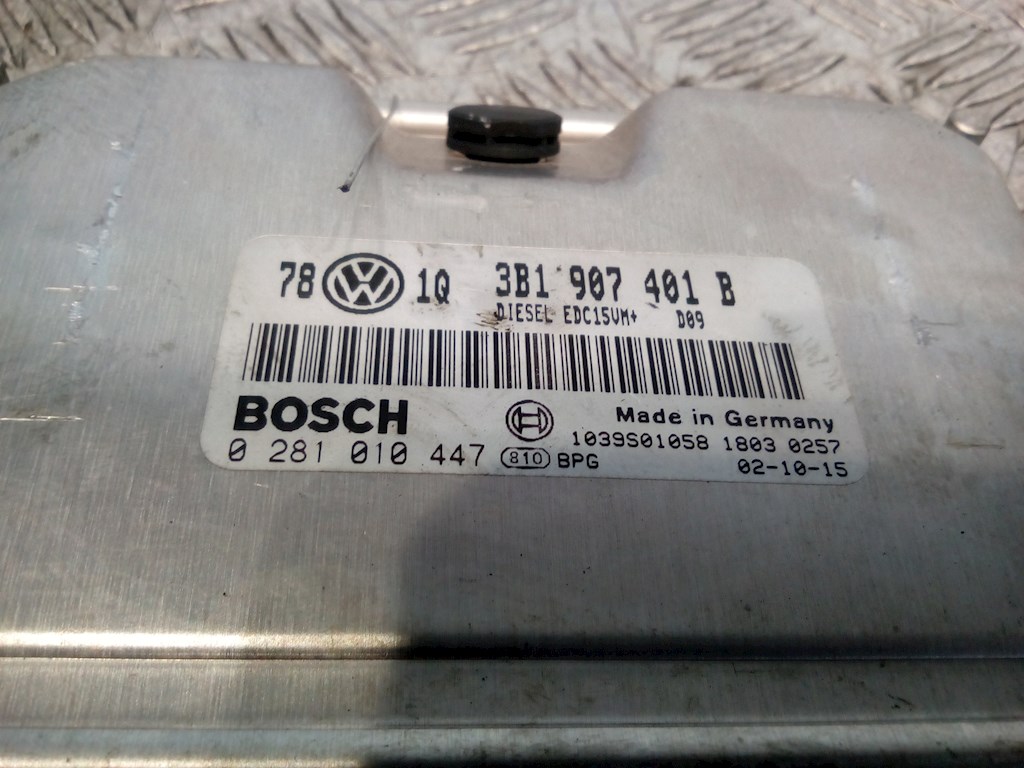 78 VW 1Q 3B1 907 401 B
DIESEL EDC15VM+ D09
BOSCH
Made in Germany
1039S01058 1803 0257
0 281 010 447 810 BPG 02-10-15